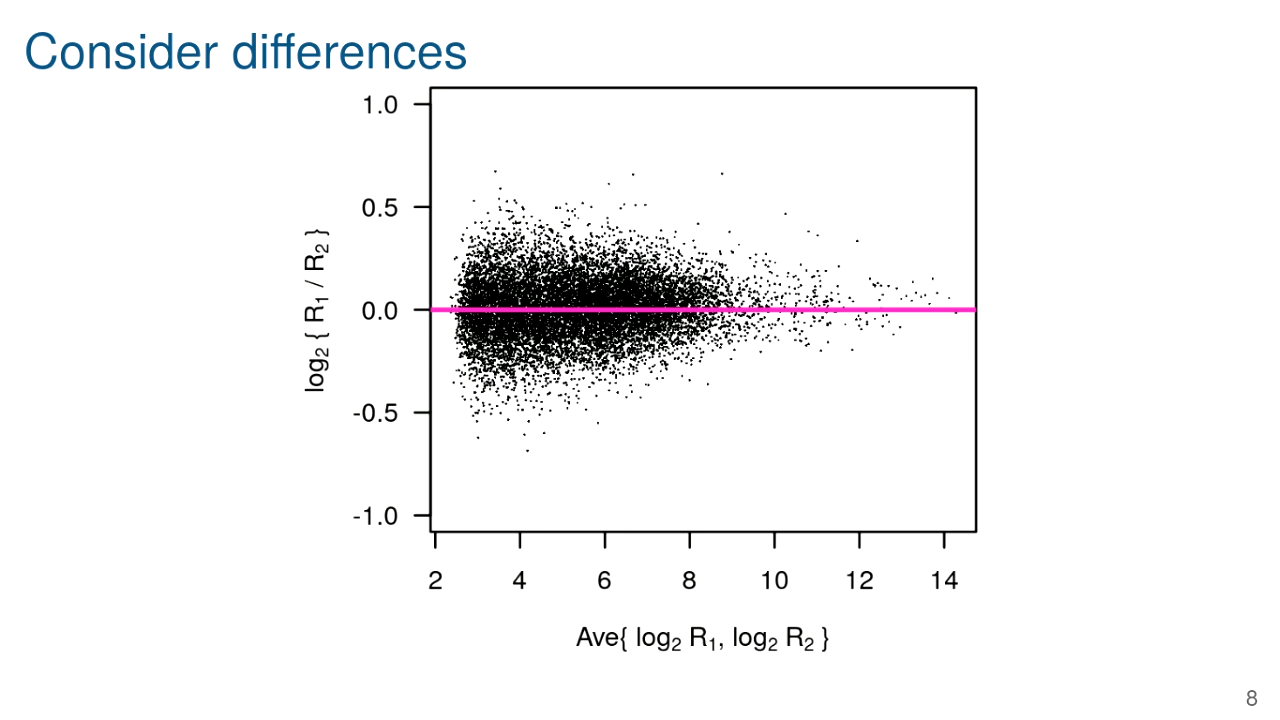 Consider differences
1.0
0.5
0.0
-0.5
-1.0
log₂ { R₁ / R₂ }
2 4 6 8 10 12 14
Ave{ log₂ R₁, log₂ R₂ }
8